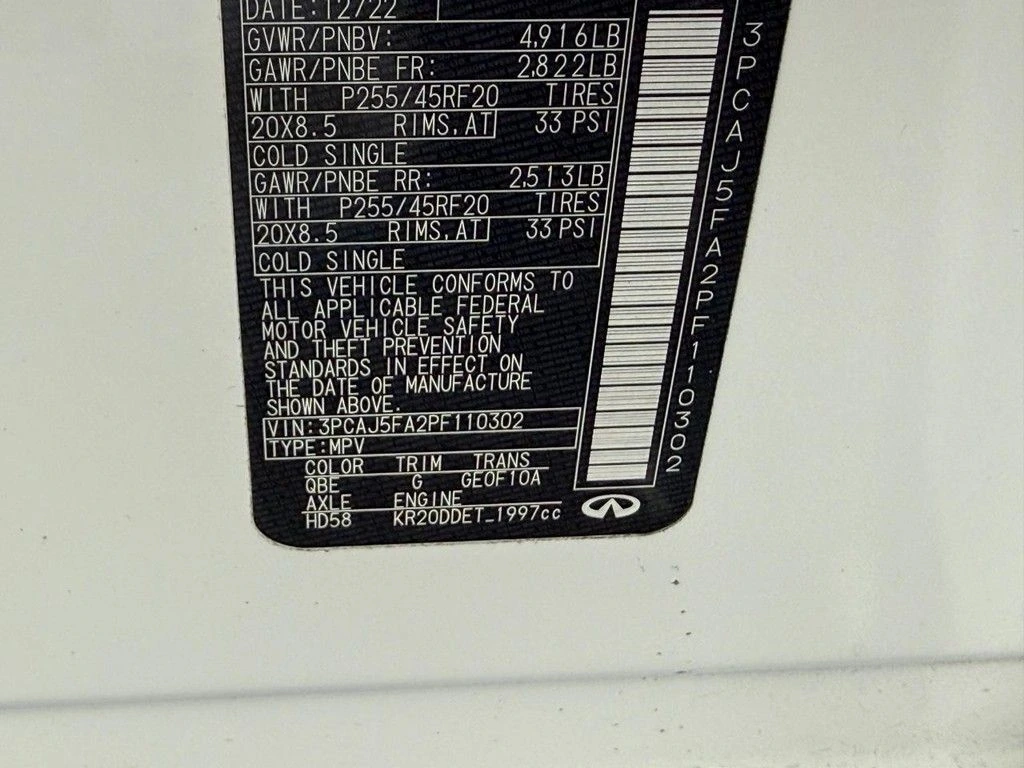 DATE:12/22
GVWR/PNBV: 4,916LB
GAWR/PNBE FR: 2,822LB
WITH P255/45RF20 TIRES
20X8.5 RIMS,AT 33 PSI
COLD SINGLE
GAWR/PNBE RR: 2,513LB
WITH P255/45RF20 TIRES
20X8.5 RIMS,AT 33 PSI
COLD SINGLE
THIS VEHICLE CONFORMS TO
ALL APPLICABLE FEDERAL
MOTOR VEHICLE SAFETY
AND THEFT PREVENTION
STANDARDS IN EFFECT ON
THE DATE OF MANUFACTURE
SHOWN ABOVE.
VIN:3PCAJ5FA2PF110302
TYPE:MPV
COLOR TRIM TRANS
QBE G GE0F10A
AXLE ENGINE
HD58 KR20DDET_1997cc
3PCAJ5FA2PF110302